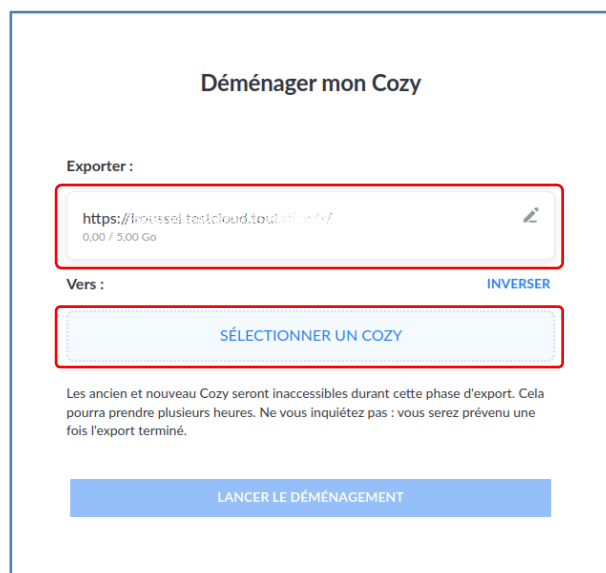 Déménager mon Cozy
Exporter :
https://
0,00 / 5,00 Go
Vers :
INVERSER
SÉLECTIONNER UN COZY
Les ancien et nouveau Cozy seront inaccessibles durant cette phase d'export. Cela
pourra prendre plusieurs heures. Ne vous inquiétez pas : vous serez prévenu une
fois l'export terminé.
LANCER LE DÉMÉNAGEMENT